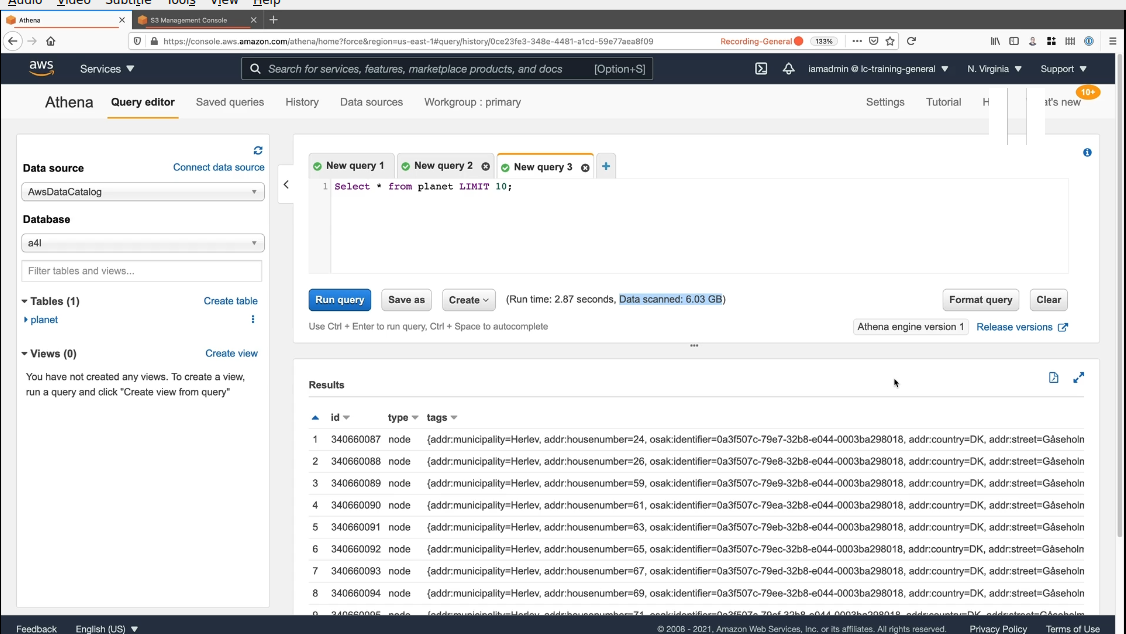 Audio Video Subtitle Tools View Help
Athena
S3 Management Console
https://console.aws.amazon.com/athena/home?force&region=us-east-1#query/history/0ce23fe3-348e-4481-a1cd-59e77aea8f09
Recording-General
133%
aws
Services
Search for services, features, marketplace products, and docs [Option+S]
iamadmin @ lc-training-general
N. Virginia
Support
Athena
Query editor
Saved queries
History
Data sources
Workgroup : primary
Settings
Tutorial
H
at's new
10+
Data source
Connect data source
AwsDataCatalog
Database
a4l
Filter tables and views...
Tables (1)
Create table
planet
Views (0)
Create view
You have not created any views. To create a view,
run a query and click "Create view from query"
New query 1
New query 2
New query 3
1 Select * from planet LIMIT 10;
Run query
Save as
Create
(Run time: 2.87 seconds, Data scanned: 6.03 GB)
Format query
Clear
Use Ctrl + Enter to run query, Ctrl + Space to autocomplete
Athena engine version 1
Release versions
Results
id type tags
1 340660087 node {addr:municipality=Herlev, addr:housenumber=24, osak:identifier=0a3f507c-79e7-32b8-e044-0003ba298018, addr:country=DK, addr:street=Gåseholn
2 340660088 node {addr:municipality=Herlev, addr:housenumber=26, osak:identifier=0a3f507c-79e8-32b8-e044-0003ba298018, addr:country=DK, addr:street=Gåseholn
3 340660089 node {addr:municipality=Herlev, addr:housenumber=59, osak:identifier=0a3f507c-79e9-32b8-e044-0003ba298018, addr:country=DK, addr:street=Gåseholn
4 340660090 node {addr:municipality=Herlev, addr:housenumber=61, osak:identifier=0a3f507c-79ea-32b8-e044-0003ba298018, addr:country=DK, addr:street=Gåseholn
5 340660091 node {addr:municipality=Herlev, addr:housenumber=63, osak:identifier=0a3f507c-79eb-32b8-e044-0003ba298018, addr:country=DK, addr:street=Gåseholn
6 340660092 node {addr:municipality=Herlev, addr:housenumber=65, osak:identifier=0a3f507c-79ec-32b8-e044-0003ba298018, addr:country=DK, addr:street=Gåseholn
7 340660093 node {addr:municipality=Herlev, addr:housenumber=67, osak:identifier=0a3f507c-79ed-32b8-e044-0003ba298018, addr:country=DK, addr:street=Gåseholn
8 340660094 node {addr:municipality=Herlev, addr:housenumber=69, osak:identifier=0a3f507c-79ee-32b8-e044-0003ba298018, addr:country=DK, addr:street=Gåseholn
Feedback
English (US)
© 2008 - 2021, Amazon Web Services, Inc. or its affiliates. All rights reserved.
Privacy Policy
Terms of Use